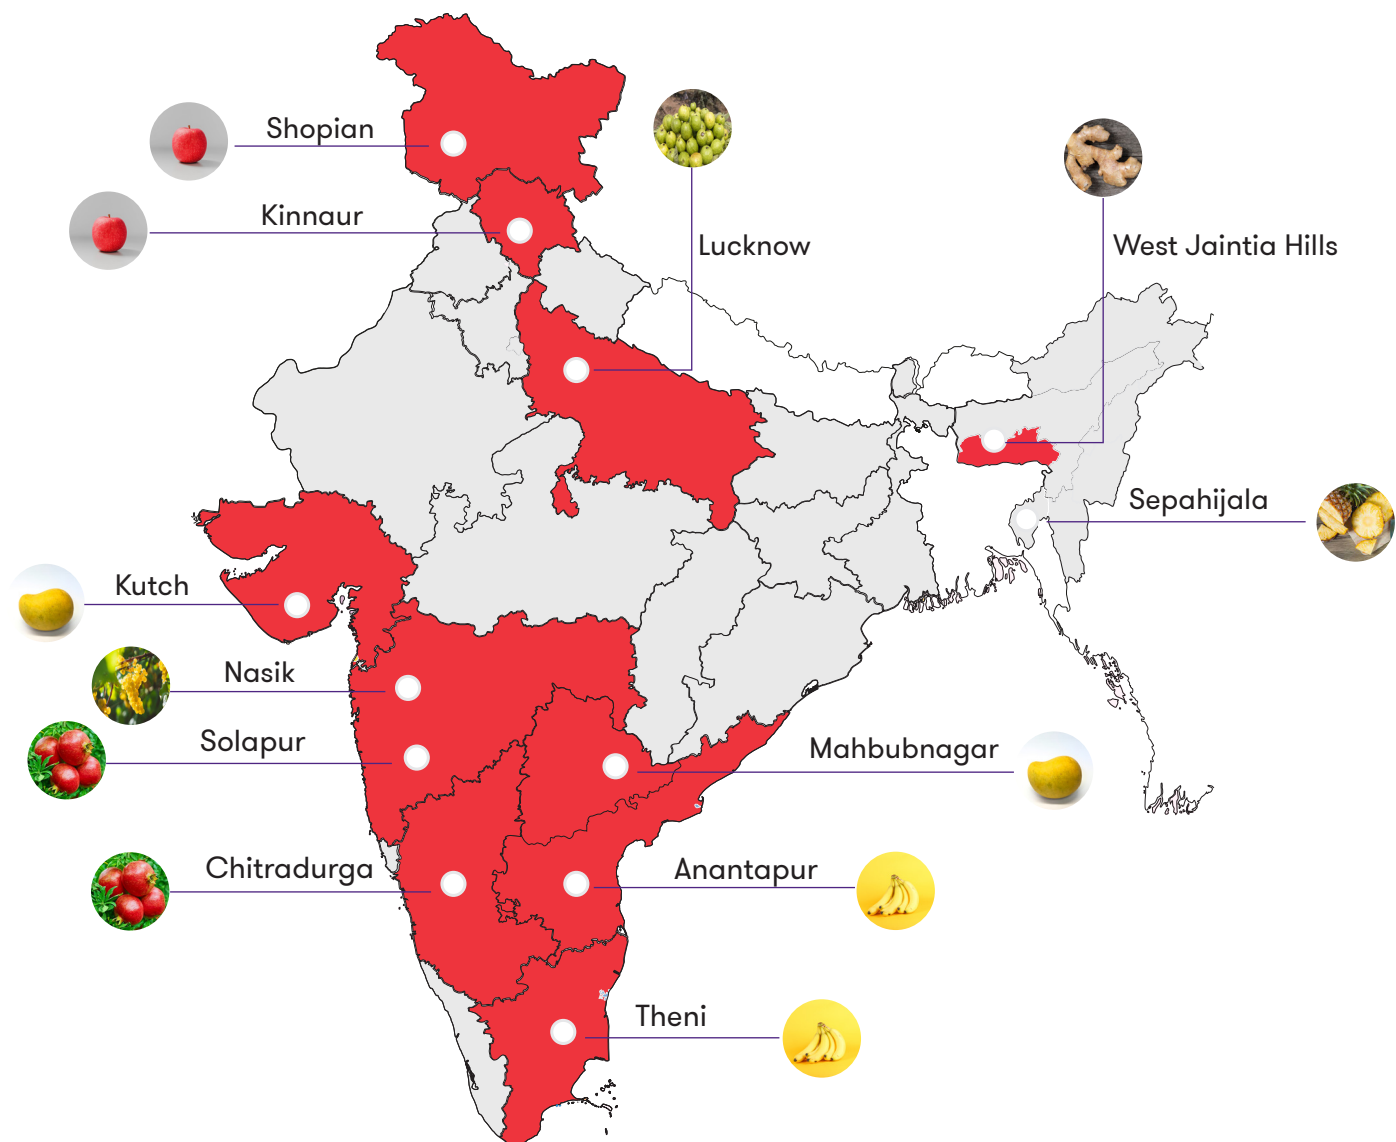 Shopian
Kinnaur
Lucknow
West Jaintia Hills
Sepahijala
Kutch
Nasik
Solapur
Mahbubnagar
Chitradurga
Anantapur
Theni